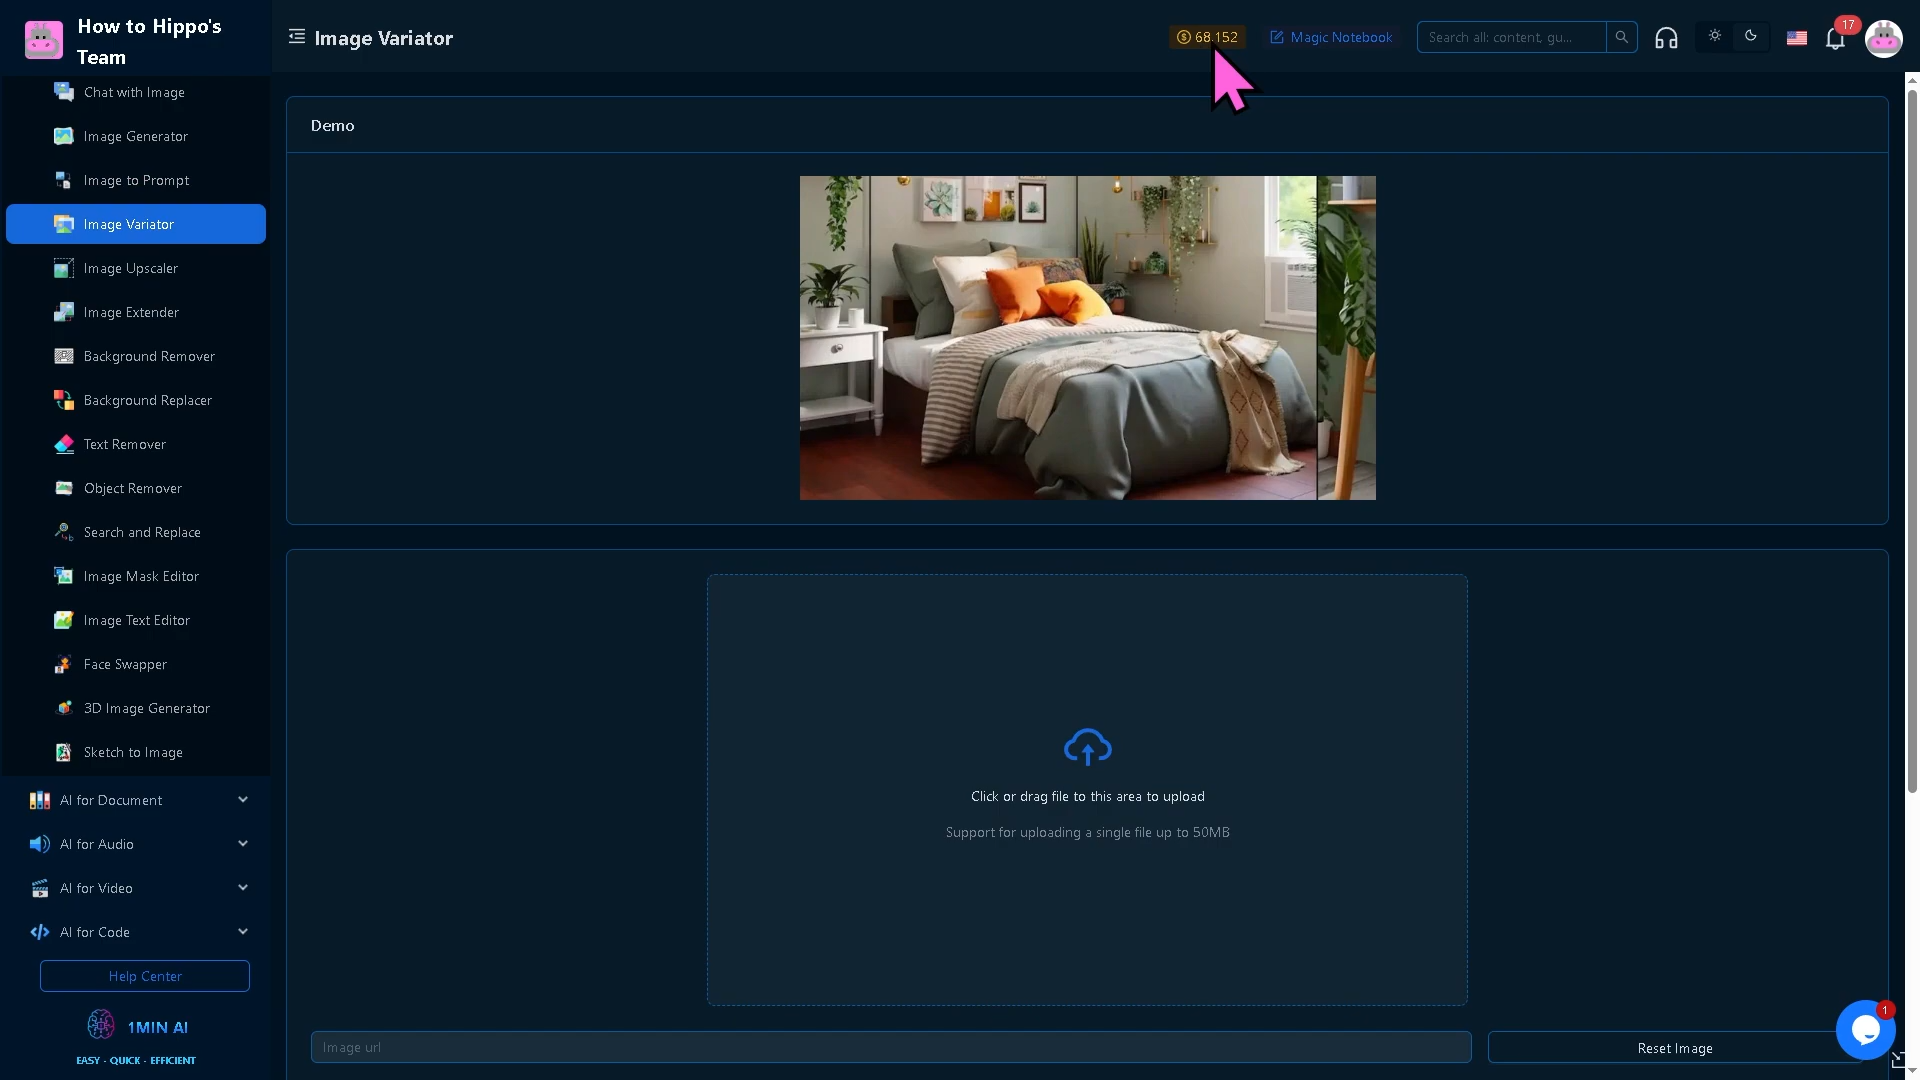 How to Hippo's
Team
Image Variator
68,152
Magic Notebook
Search all: content, gu...
17
Chat with Image
Image Generator
Image to Prompt
Image Variator
Image Upscaler
Image Extender
Background Remover
Background Replacer
Text Remover
Object Remover
Search and Replace
Image Mask Editor
Image Text Editor
Face Swapper
3D Image Generator
Sketch to Image
AI for Document
AI for Audio
AI for Video
AI for Code
Help Center
1MIN AI
EASY - QUICK - EFFICIENT
Demo
Click or drag file to this area to upload
Support for uploading a single file up to 50MB
Image url
Reset Image
1